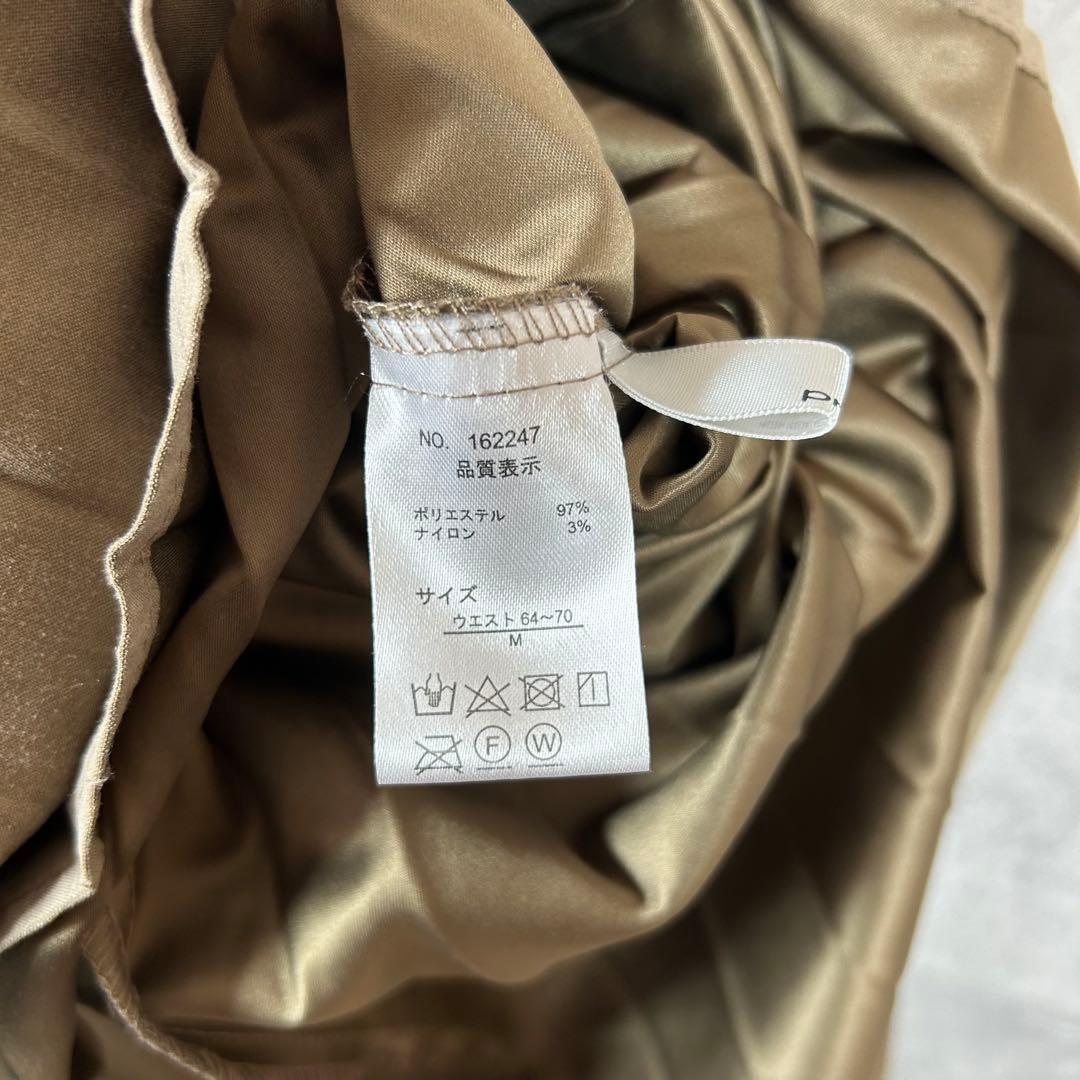 NO. 162247
品質表示
ポリエステル 97%
ナイロン 3%
サイズ
ウエスト 64〜70
M
F W